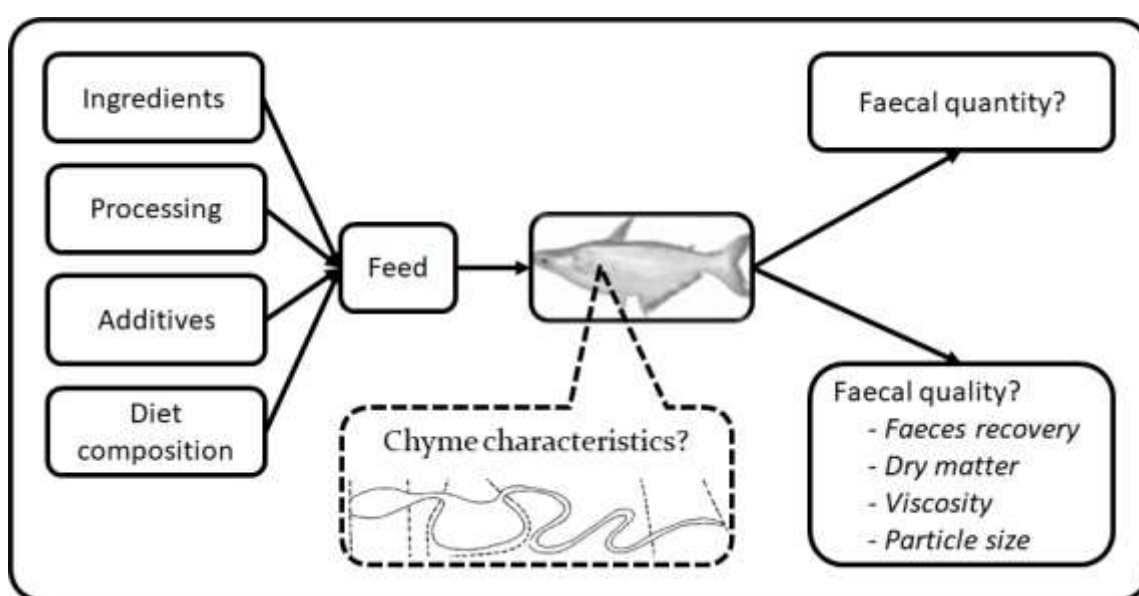 Ingredients
Processing
Additives
Diet
composition
Feed
Chyme characteristics?
Faecal quantity?
Faecal quality?
- Faeces recovery
- Dry matter
- Viscosity
- Particle size